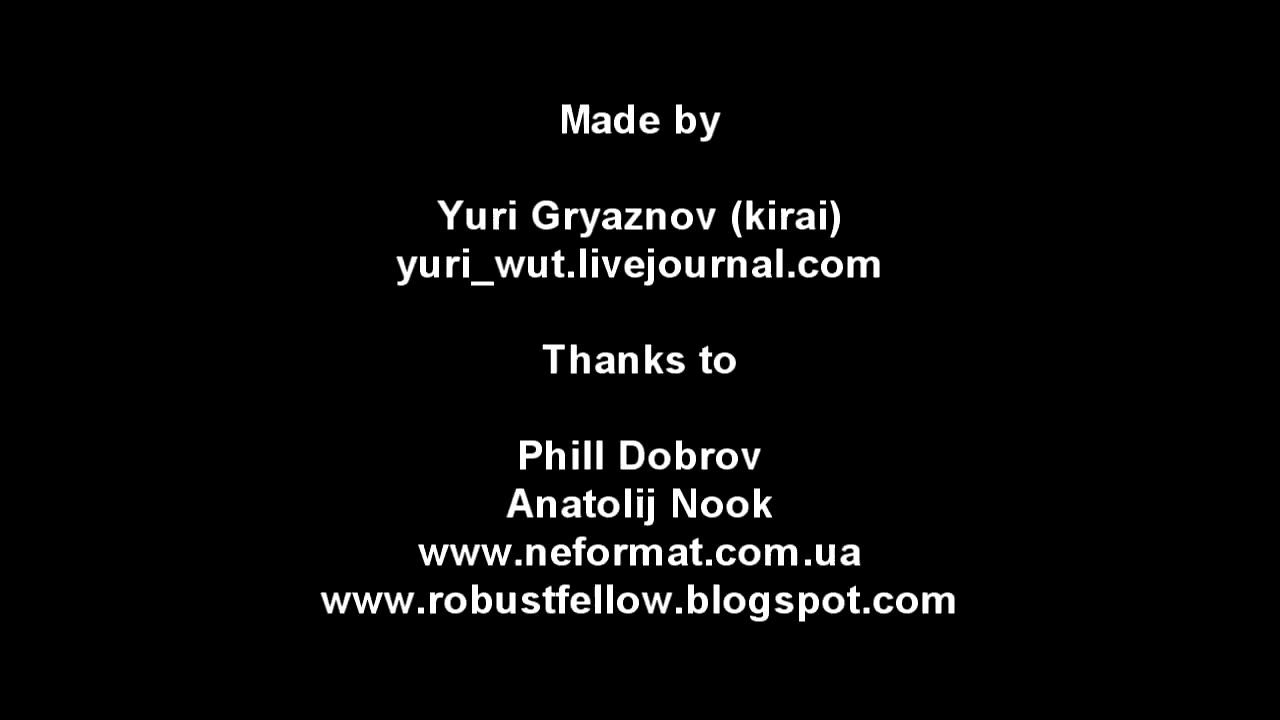 Made by
Yuri Gryaznov (kirai)
yuri_wut.livejournal.com
Thanks to
Phill Dobrov
Anatolij Nook
www.neformat.com.ua
www.robustfellow.blogspot.com